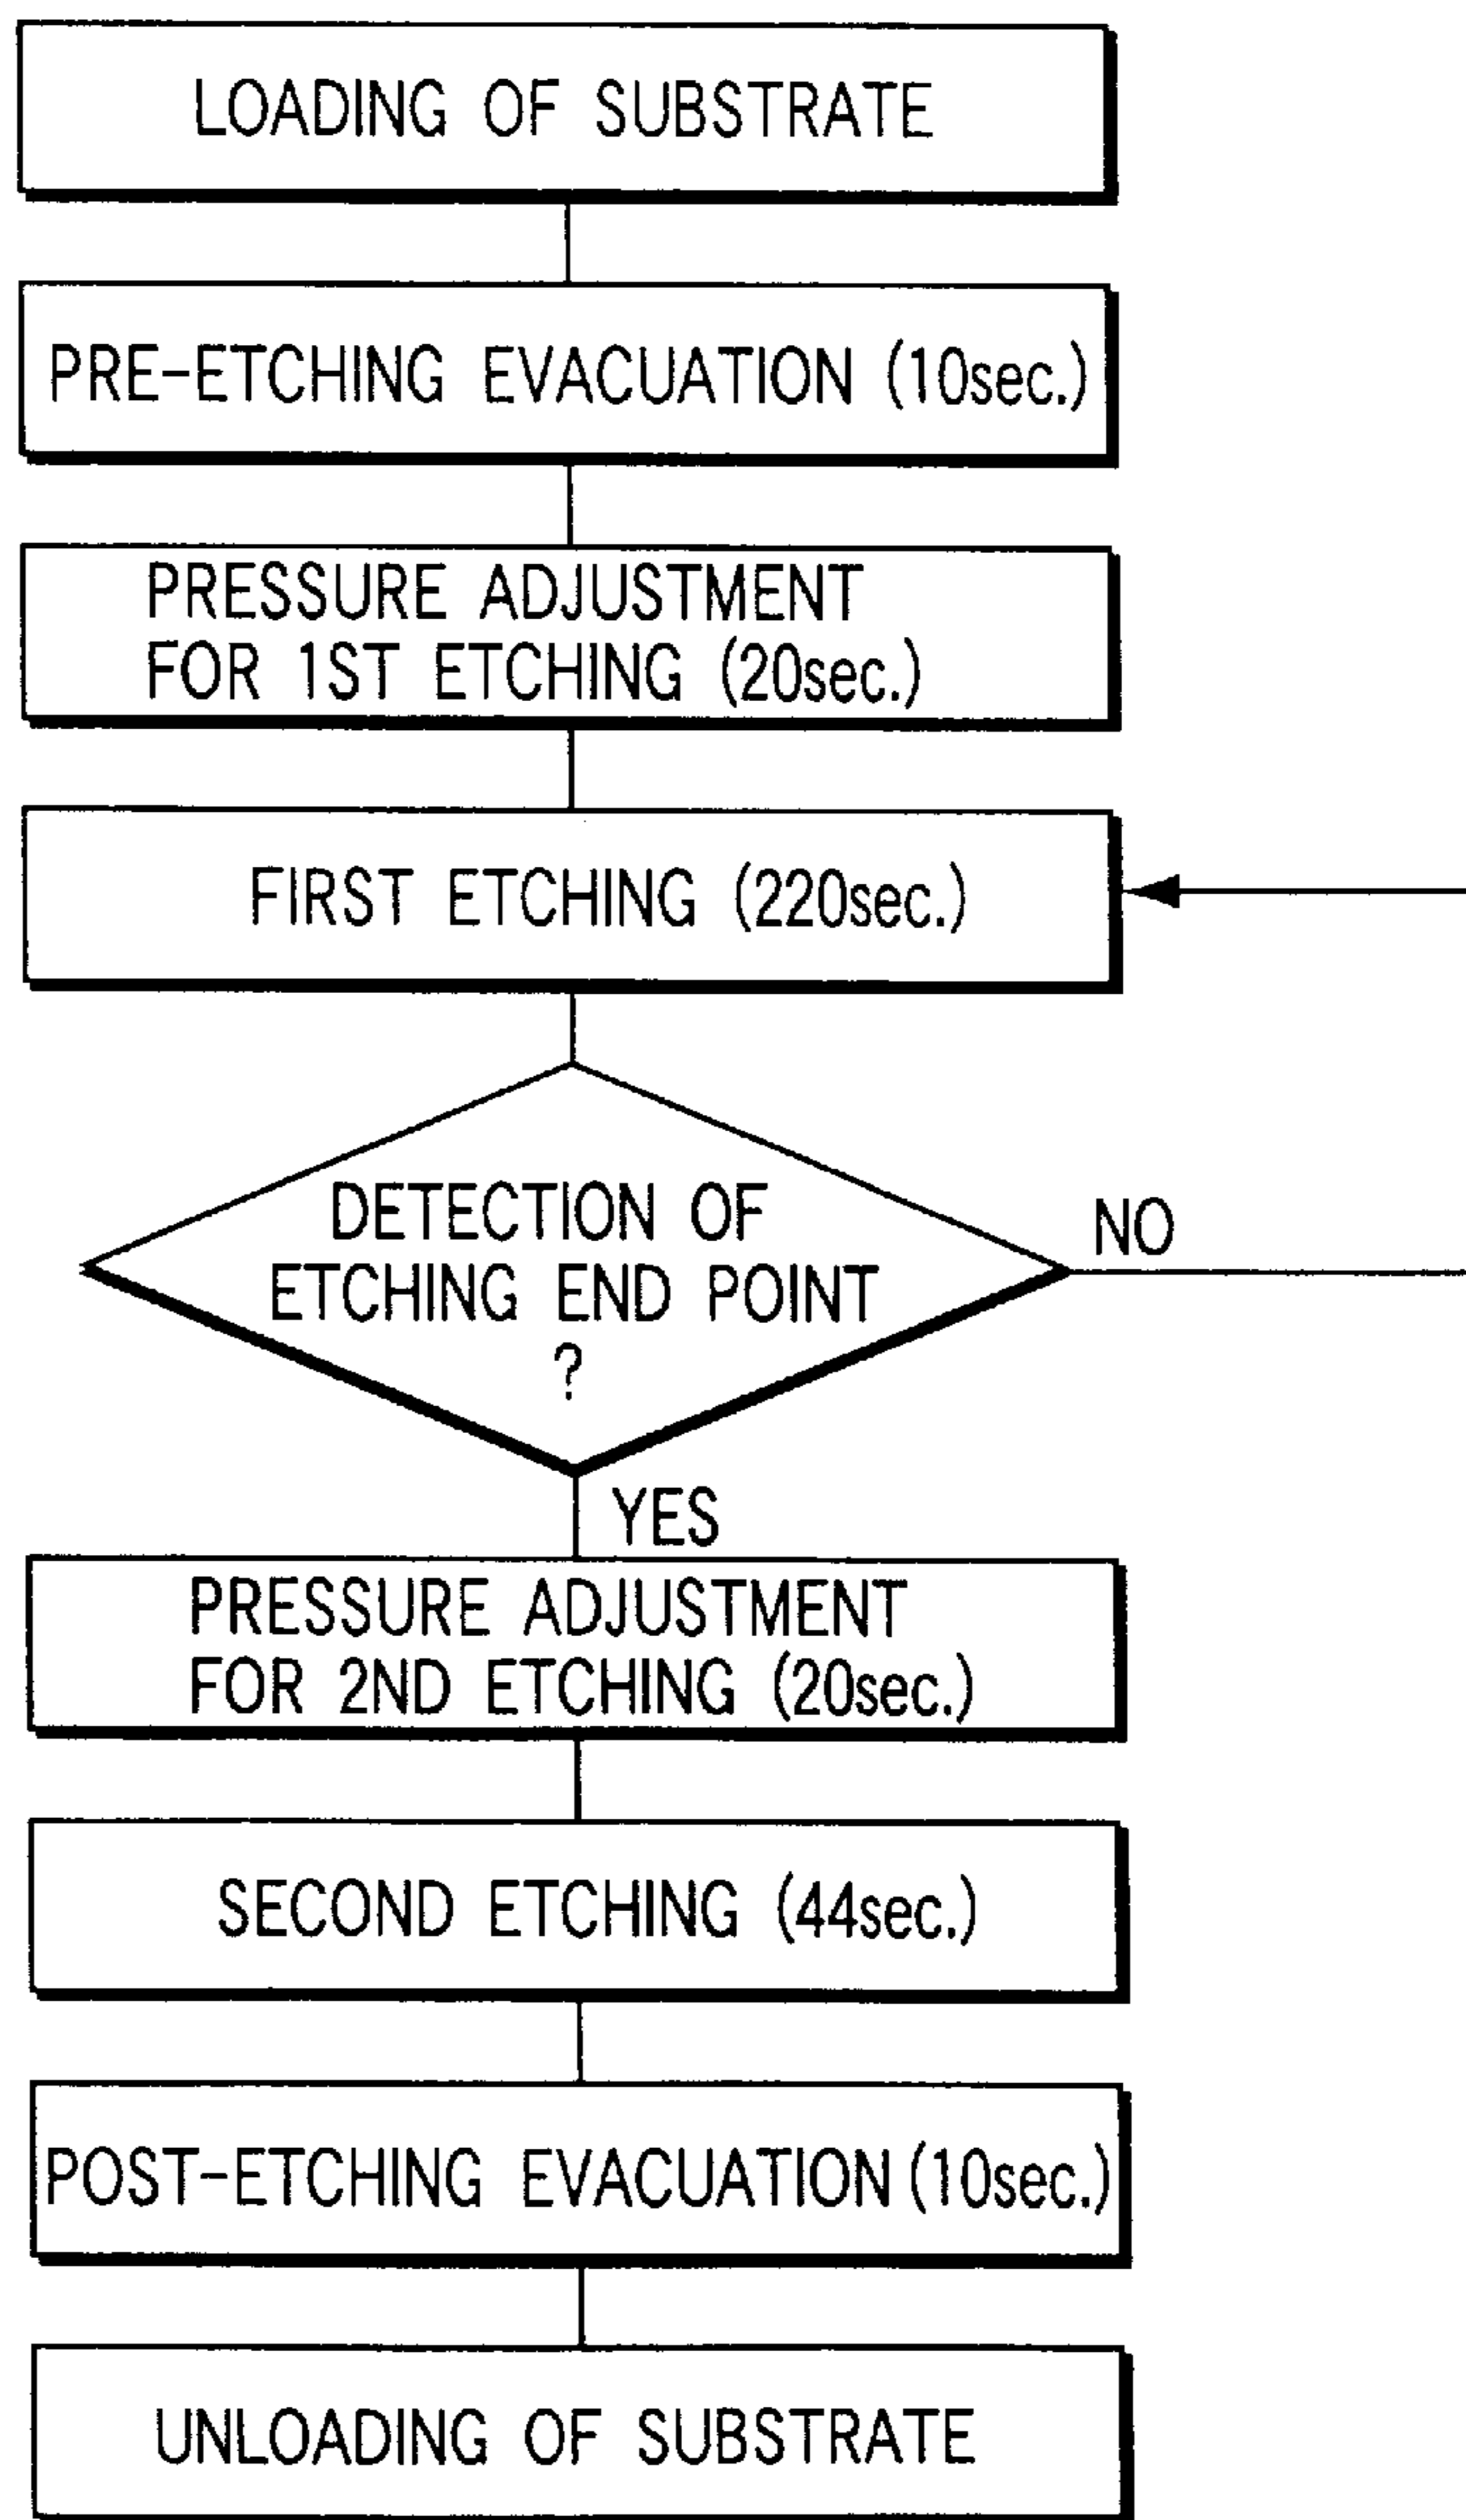 LOADING OF SUBSTRATE
PRE-ETCHING EVACUATION (10sec.)
PRESSURE ADJUSTMENT
FOR 1ST ETCHING (20sec.)
FIRST ETCHING (220sec.)
DETECTION OF
ETCHING END POINT
?
NO
YES
PRESSURE ADJUSTMENT
FOR 2ND ETCHING (20sec.)
SECOND ETCHING (44sec.)
POST-ETCHING EVACUATION (10sec.)
UNLOADING OF SUBSTRATE